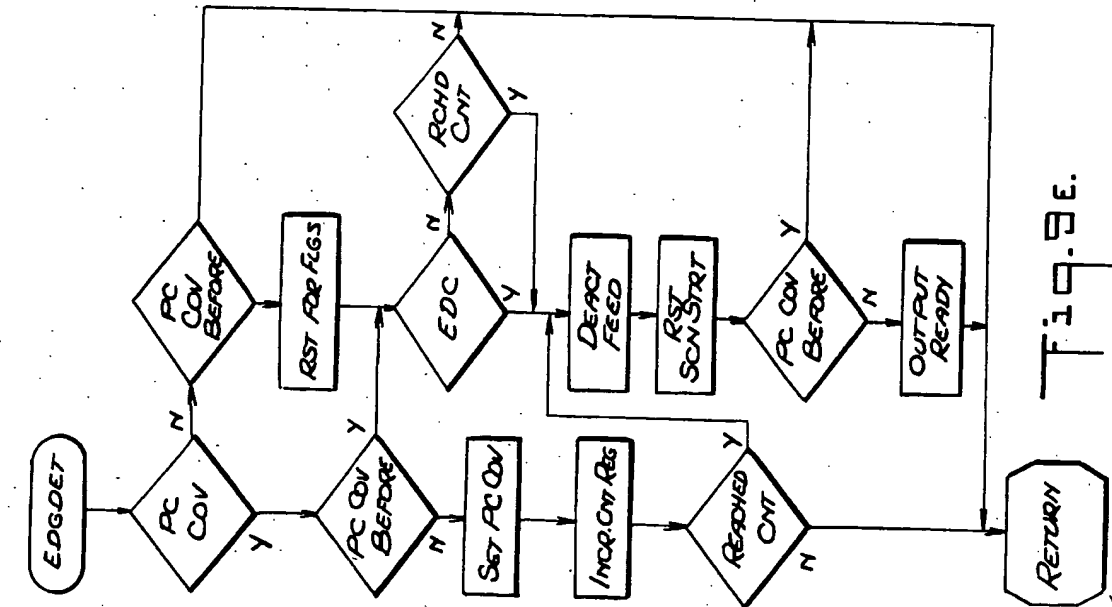 EDGDET
PC
COV
N
Y
PC
COV
BEFORE
RST FOR FLGS
PC COV
BEFORE
Y
N
SET PC COV
INCR. CNT REG
REACHED
CNT
Y
N
EDC
N
Y
RCHD
CNT
N
Y
DEACT
FEED
RST
SCN STRT
PC COV
BEFORE
Y
N
OUTPUT
READY
RETURN
Fig. 9E.